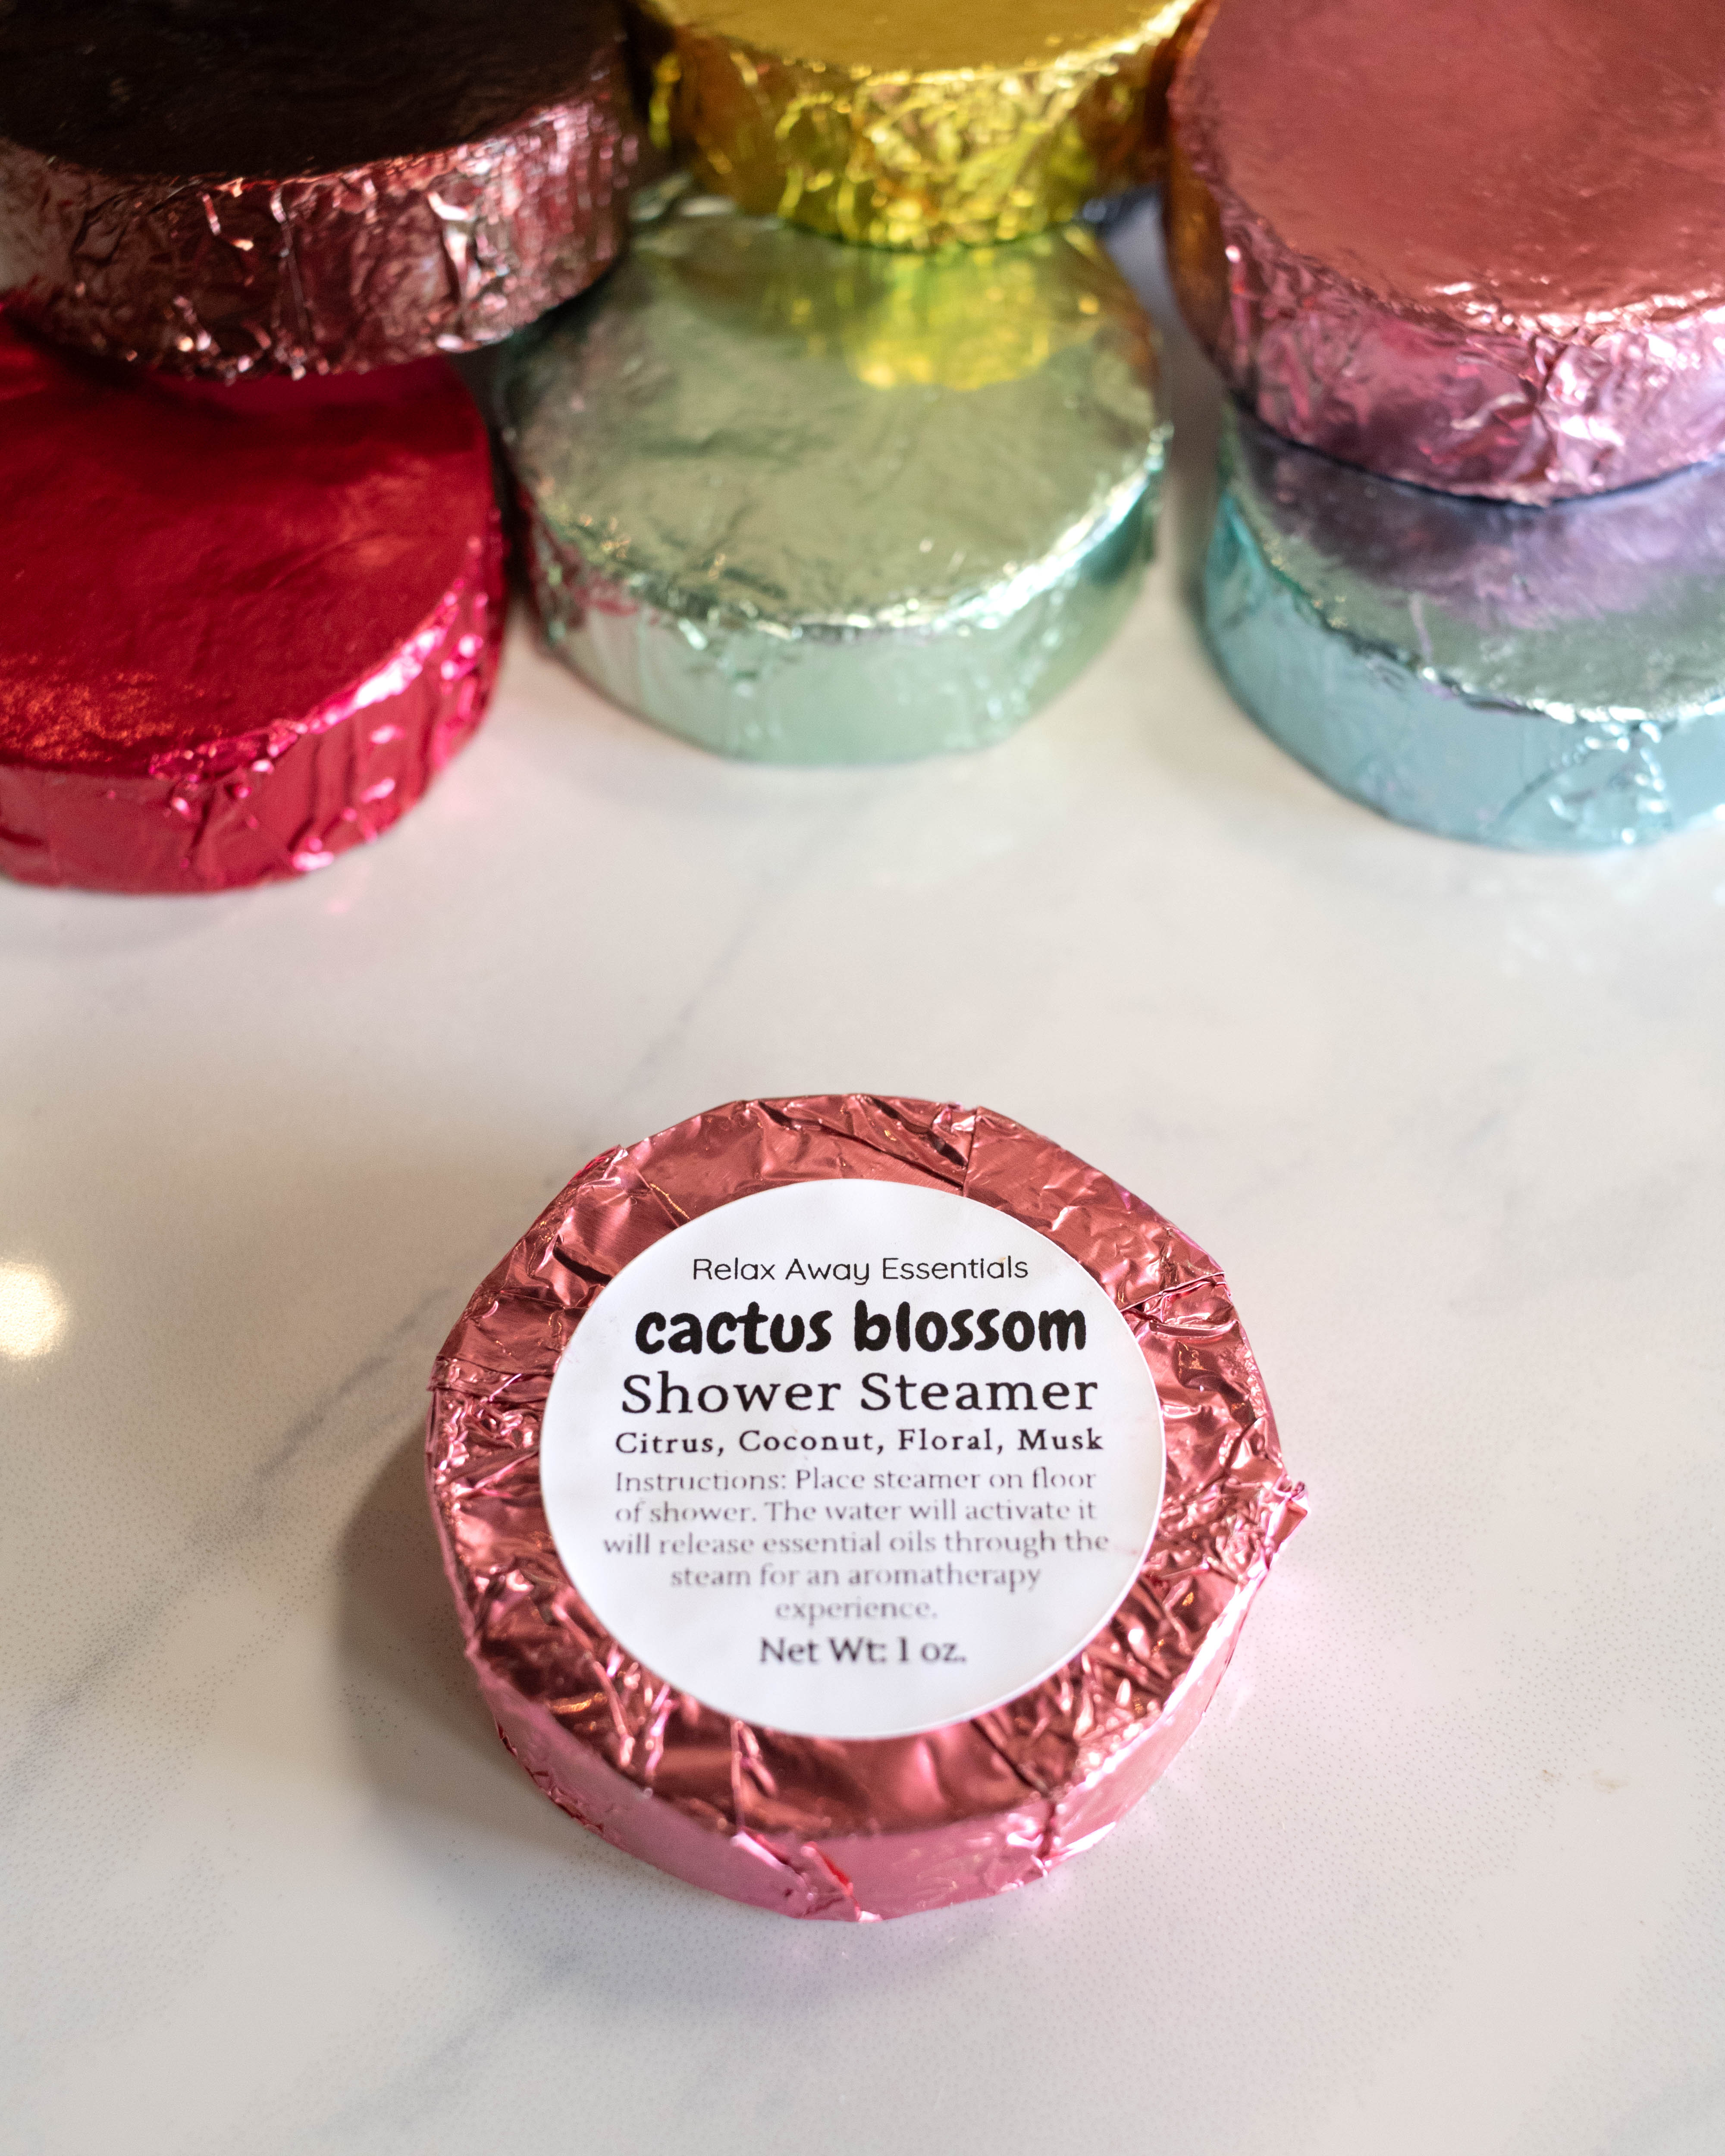 Relax Away Essentials
cactus blossom
Shower Steamer
Citrus, Coconut, Floral, Musk
Instructions: Place steamer on floor
of shower. The water will activate it
will release essential oils through the
steam for an aromatherapy
experience.
Net Wt: 1 oz.